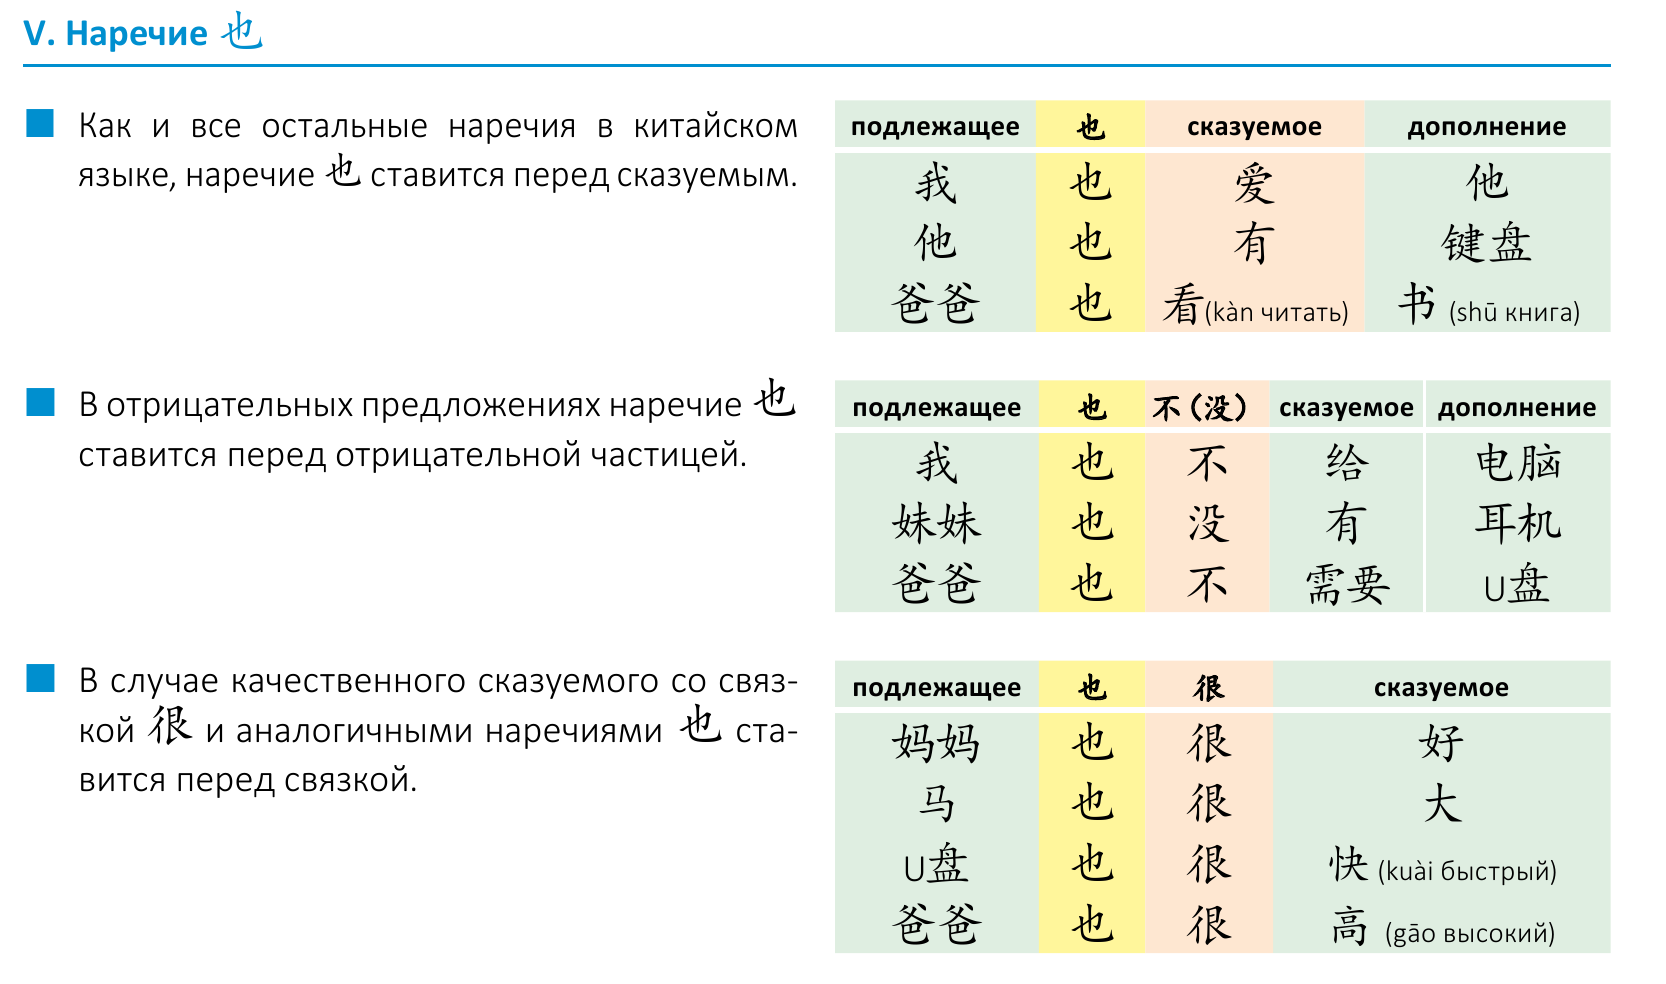 V. Наречие 也
Как и все остальные наречия в китайском
языке, наречие 也 ставится перед сказуемым.
подлежащее 也 сказуемое дополнение
我 也 爱 他
他 也 有 键盘
爸爸 也 看(kàn читать) 书 (shū книга)
В отрицательных предложениях наречие 也
ставится перед отрицательной частицей.
подлежащее 也 不(没) сказуемое дополнение
我 也 不 给 电脑
妹妹 也 没 有 耳机
爸爸 也 不 需要 U盘
В случае качественного сказуемого со связ-
кой 很 и аналогичными наречиями 也 ста-
вится перед связкой.
подлежащее 也 很 сказуемое
妈妈 也 很 好
马 也 很 大
U盘 也 很 快 (kuài быстрый)
爸爸 也 很 高 (gāo высокий)